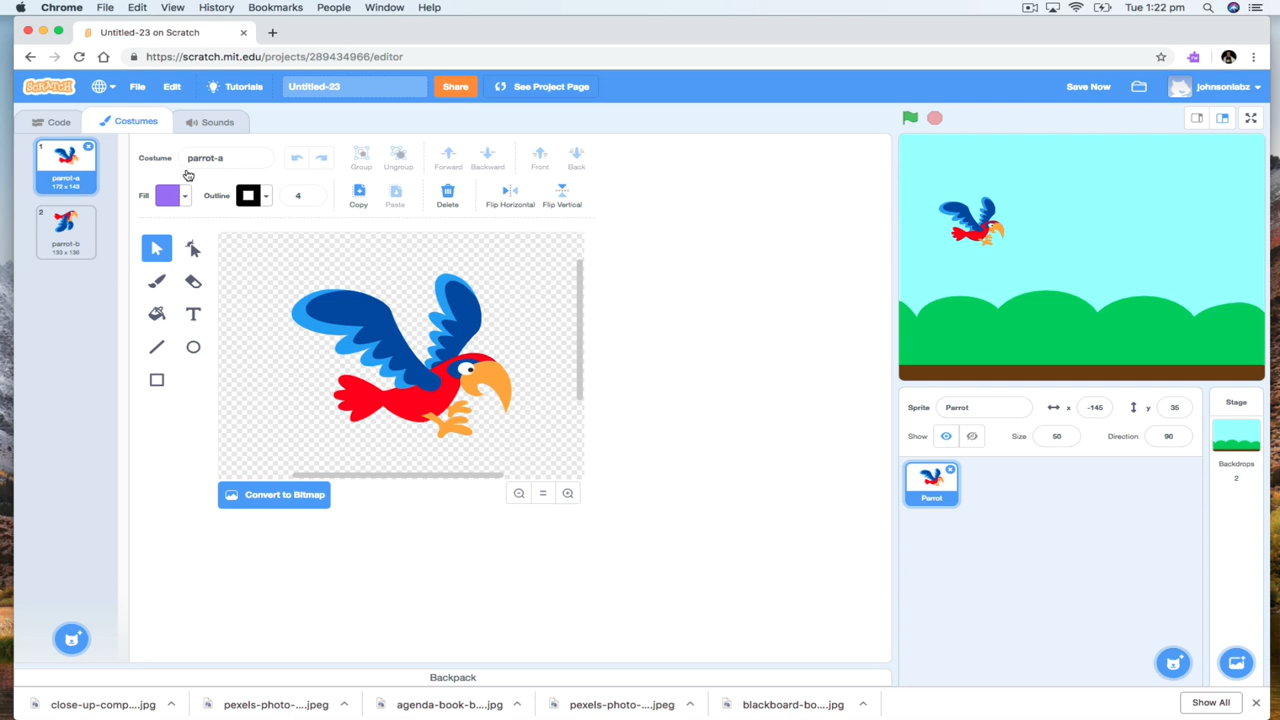 Chrome File Edit View History Bookmarks People Window Help Tue 1:22 pm
Untitled-23 on Scratch
https://scratch.mit.edu/projects/289434966/editor
SCRATCH File Edit Tutorials Untitled-23 Share See Project Page Save Now johnsonlabz
Code Costumes Sounds
1
parrot-a
172 x 143
2
parrot-b
133 x 136
Costume parrot-a Group Ungroup Forward Backward Front Back
Fill Outline 4 Copy Paste Delete Flip Horizontal Flip Vertical
T
Convert to Bitmap
Sprite Parrot x -145 y 35
Show Size 50 Direction 90
Parrot
Stage
Backdrops
2
Backpack
close-up-comp....jpg pexels-photo-....jpeg agenda-book-b....jpg pexels-photo-....jpeg blackboard-bo....jpg Show All